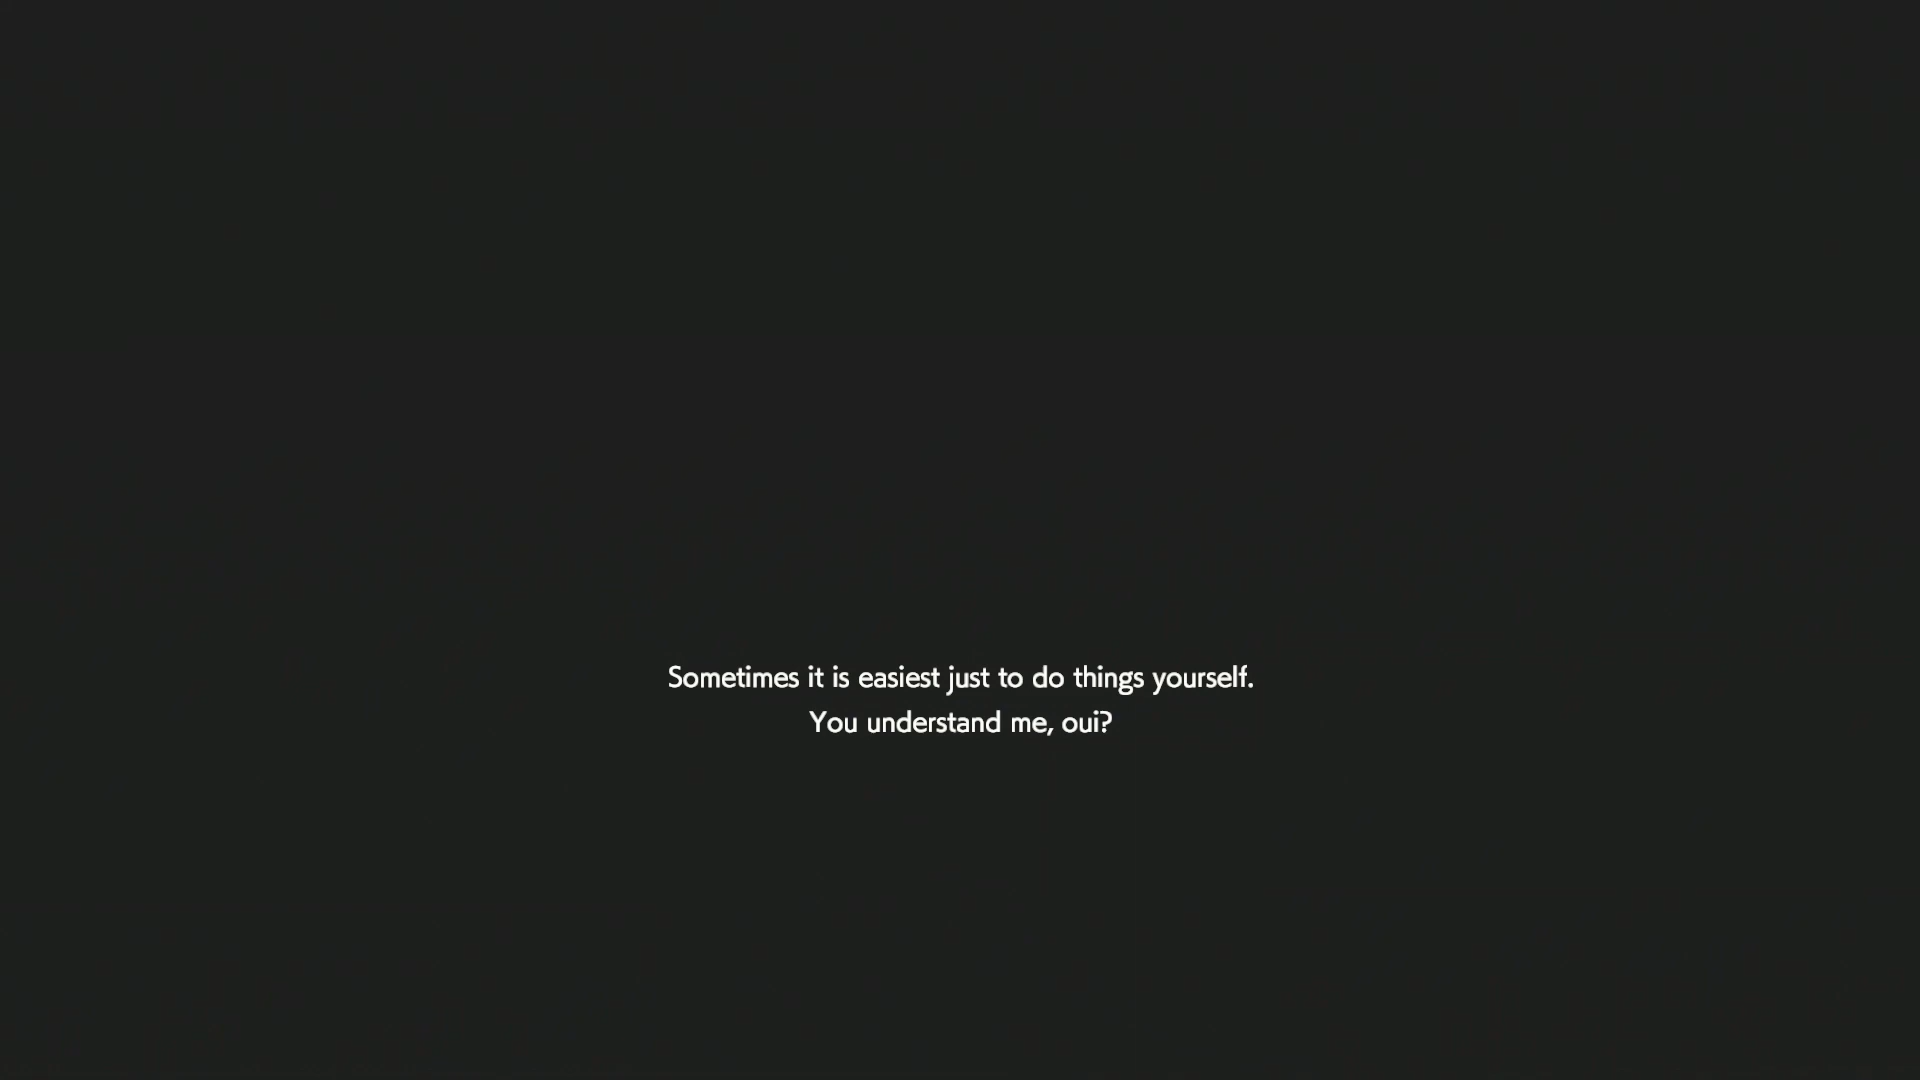 Sometimes it is easiest just to do things yourself.
You understand me, oui?